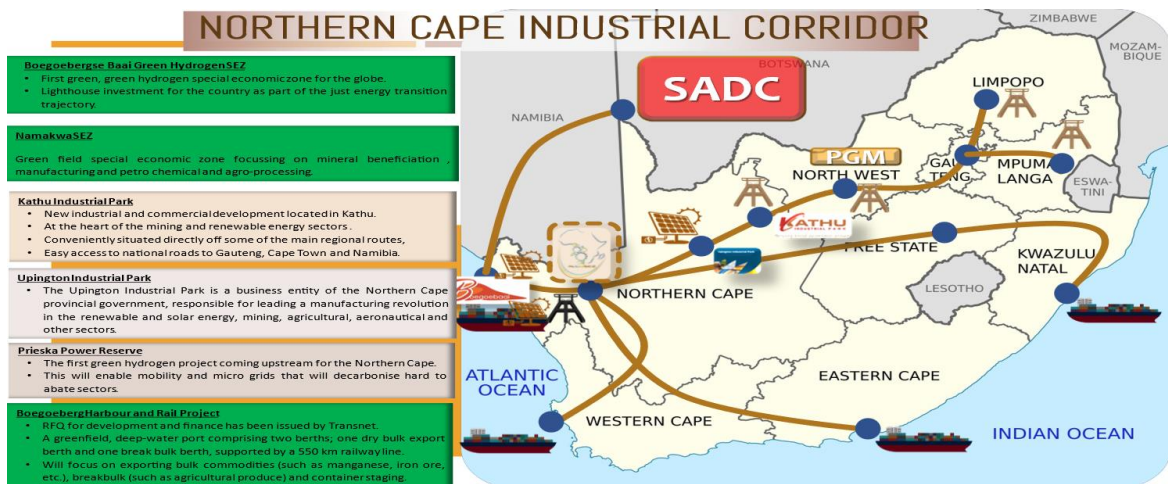 NORTHERN CAPE INDUSTRIAL CORRIDOR
Boegoebergse Baai Green HydrogenSEZ
• First green, green hydrogen special economic zone for the globe.
• Lighthouse investment for the country as part of the just energy transition
trajectory.
NamakwaSEZ
Green field special economic zone focussing on mineral beneficiation ,
manufacturing and petro chemical and agro-processing.
Kathu Industrial Park
• New industrial and commercial development located in Kathu.
• At the heart of the mining and renewable energy sectors .
• Conveniently situated directly off some of the main regional routes,
• Easy access to national roads to Gauteng, Cape Town and Namibia.
Upington Industrial Park
• The Upington Industrial Park is a business entity of the Northern Cape
provincial government, responsible for leading a manufacturing revolution
in the renewable and solar energy, mining, agricultural, aeronautical and
other sectors.
Prieska Power Reserve
• The first green hydrogen project coming upstream for the Northern Cape.
• This will enable mobility and micro grids that will decarbonise hard to
abate sectors.
BoegoebergHarbour and Rail Project
• RFQ for development and finance has been issued by Transnet.
• A greenfield, deep-water port comprising two berths; one dry bulk export
berth and one break bulk berth, supported by a 550 km railway line.
• Will focus on exporting bulk commodities (such as manganese, iron ore,
etc.), breakbulk (such as agricultural produce) and container staging.
ZIMBABWE
MOZAM-
BIQUE
BOTSWANA
SADC
NAMIBIA
LIMPOPO
PGM
NORTH WEST
GAU
TENG
MPUMA
LANGA
ESWA-
TINI
KATHU
INDUSTRIAL PARK
Upington Industrial Park
FREE STATE
KWAZULU
NATAL
LESOTHO
NORTHERN CAPE
Boegoebaai
ATLANTIC
OCEAN
EASTERN CAPE
WESTERN CAPE
INDIAN OCEAN